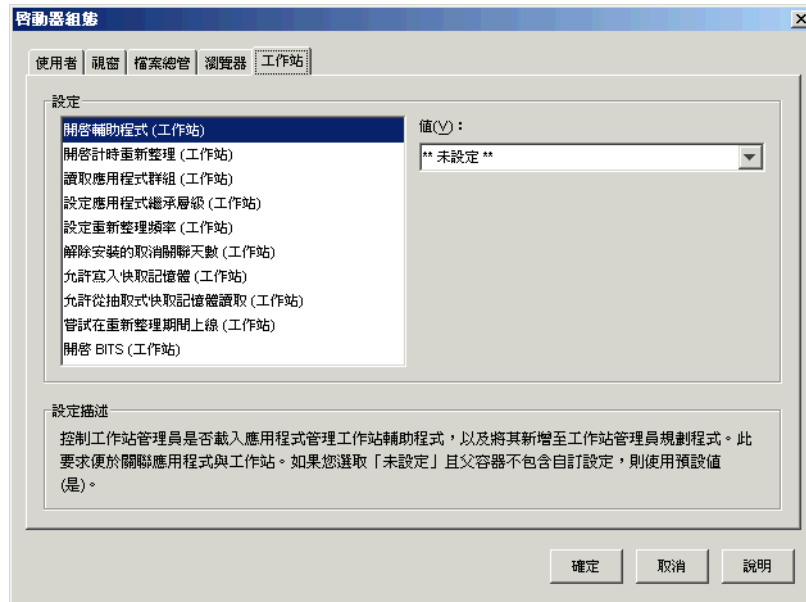 啓動器組態
使用者 視窗 檔案總管 瀏覽器 工作站
設定
開啓輔助程式 (工作站)
開啓計時重新整理 (工作站)
讀取應用程式群組 (工作站)
設定應用程式繼承層級 (工作站)
設定重新整理頻率 (工作站)
解除安裝的取消關聯天數 (工作站)
允許寫入快取記憶體 (工作站)
允許從抽取式快取記憶體讀取 (工作站)
嘗試在重新整理期間上線 (工作站)
開啓 BITS (工作站)
值(V)：
** 未設定 **
設定描述
控制工作站管理員是否載入應用程式管理工作站輔助程式，以及將其新增至工作站管理員規劃程式。此
要求便於關聯應用程式與工作站。如果您選取「未設定」且父容器不包含自訂設定，則使用預設值
(是)。
確定 取消 說明